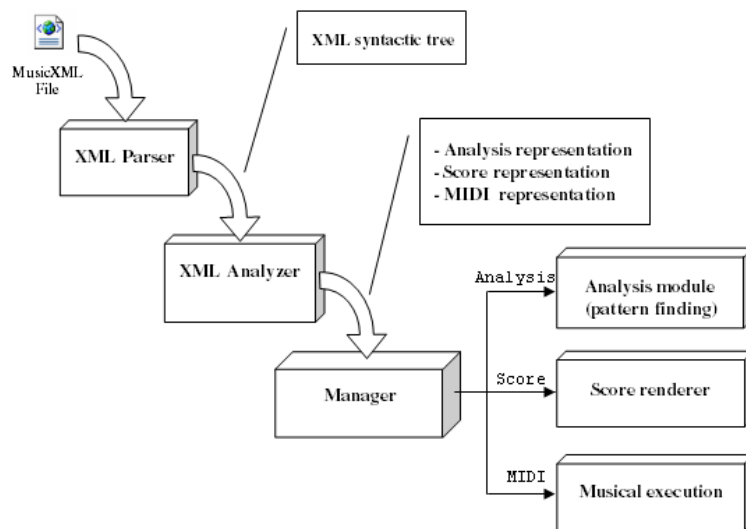 MusicXML
File
XML syntactic tree
XML Parser
- Analysis representation
- Score representation
- MIDI representation
XML Analyzer
Analysis
Analysis module
(pattern finding)
Manager
Score
Score renderer
MIDI
Musical execution